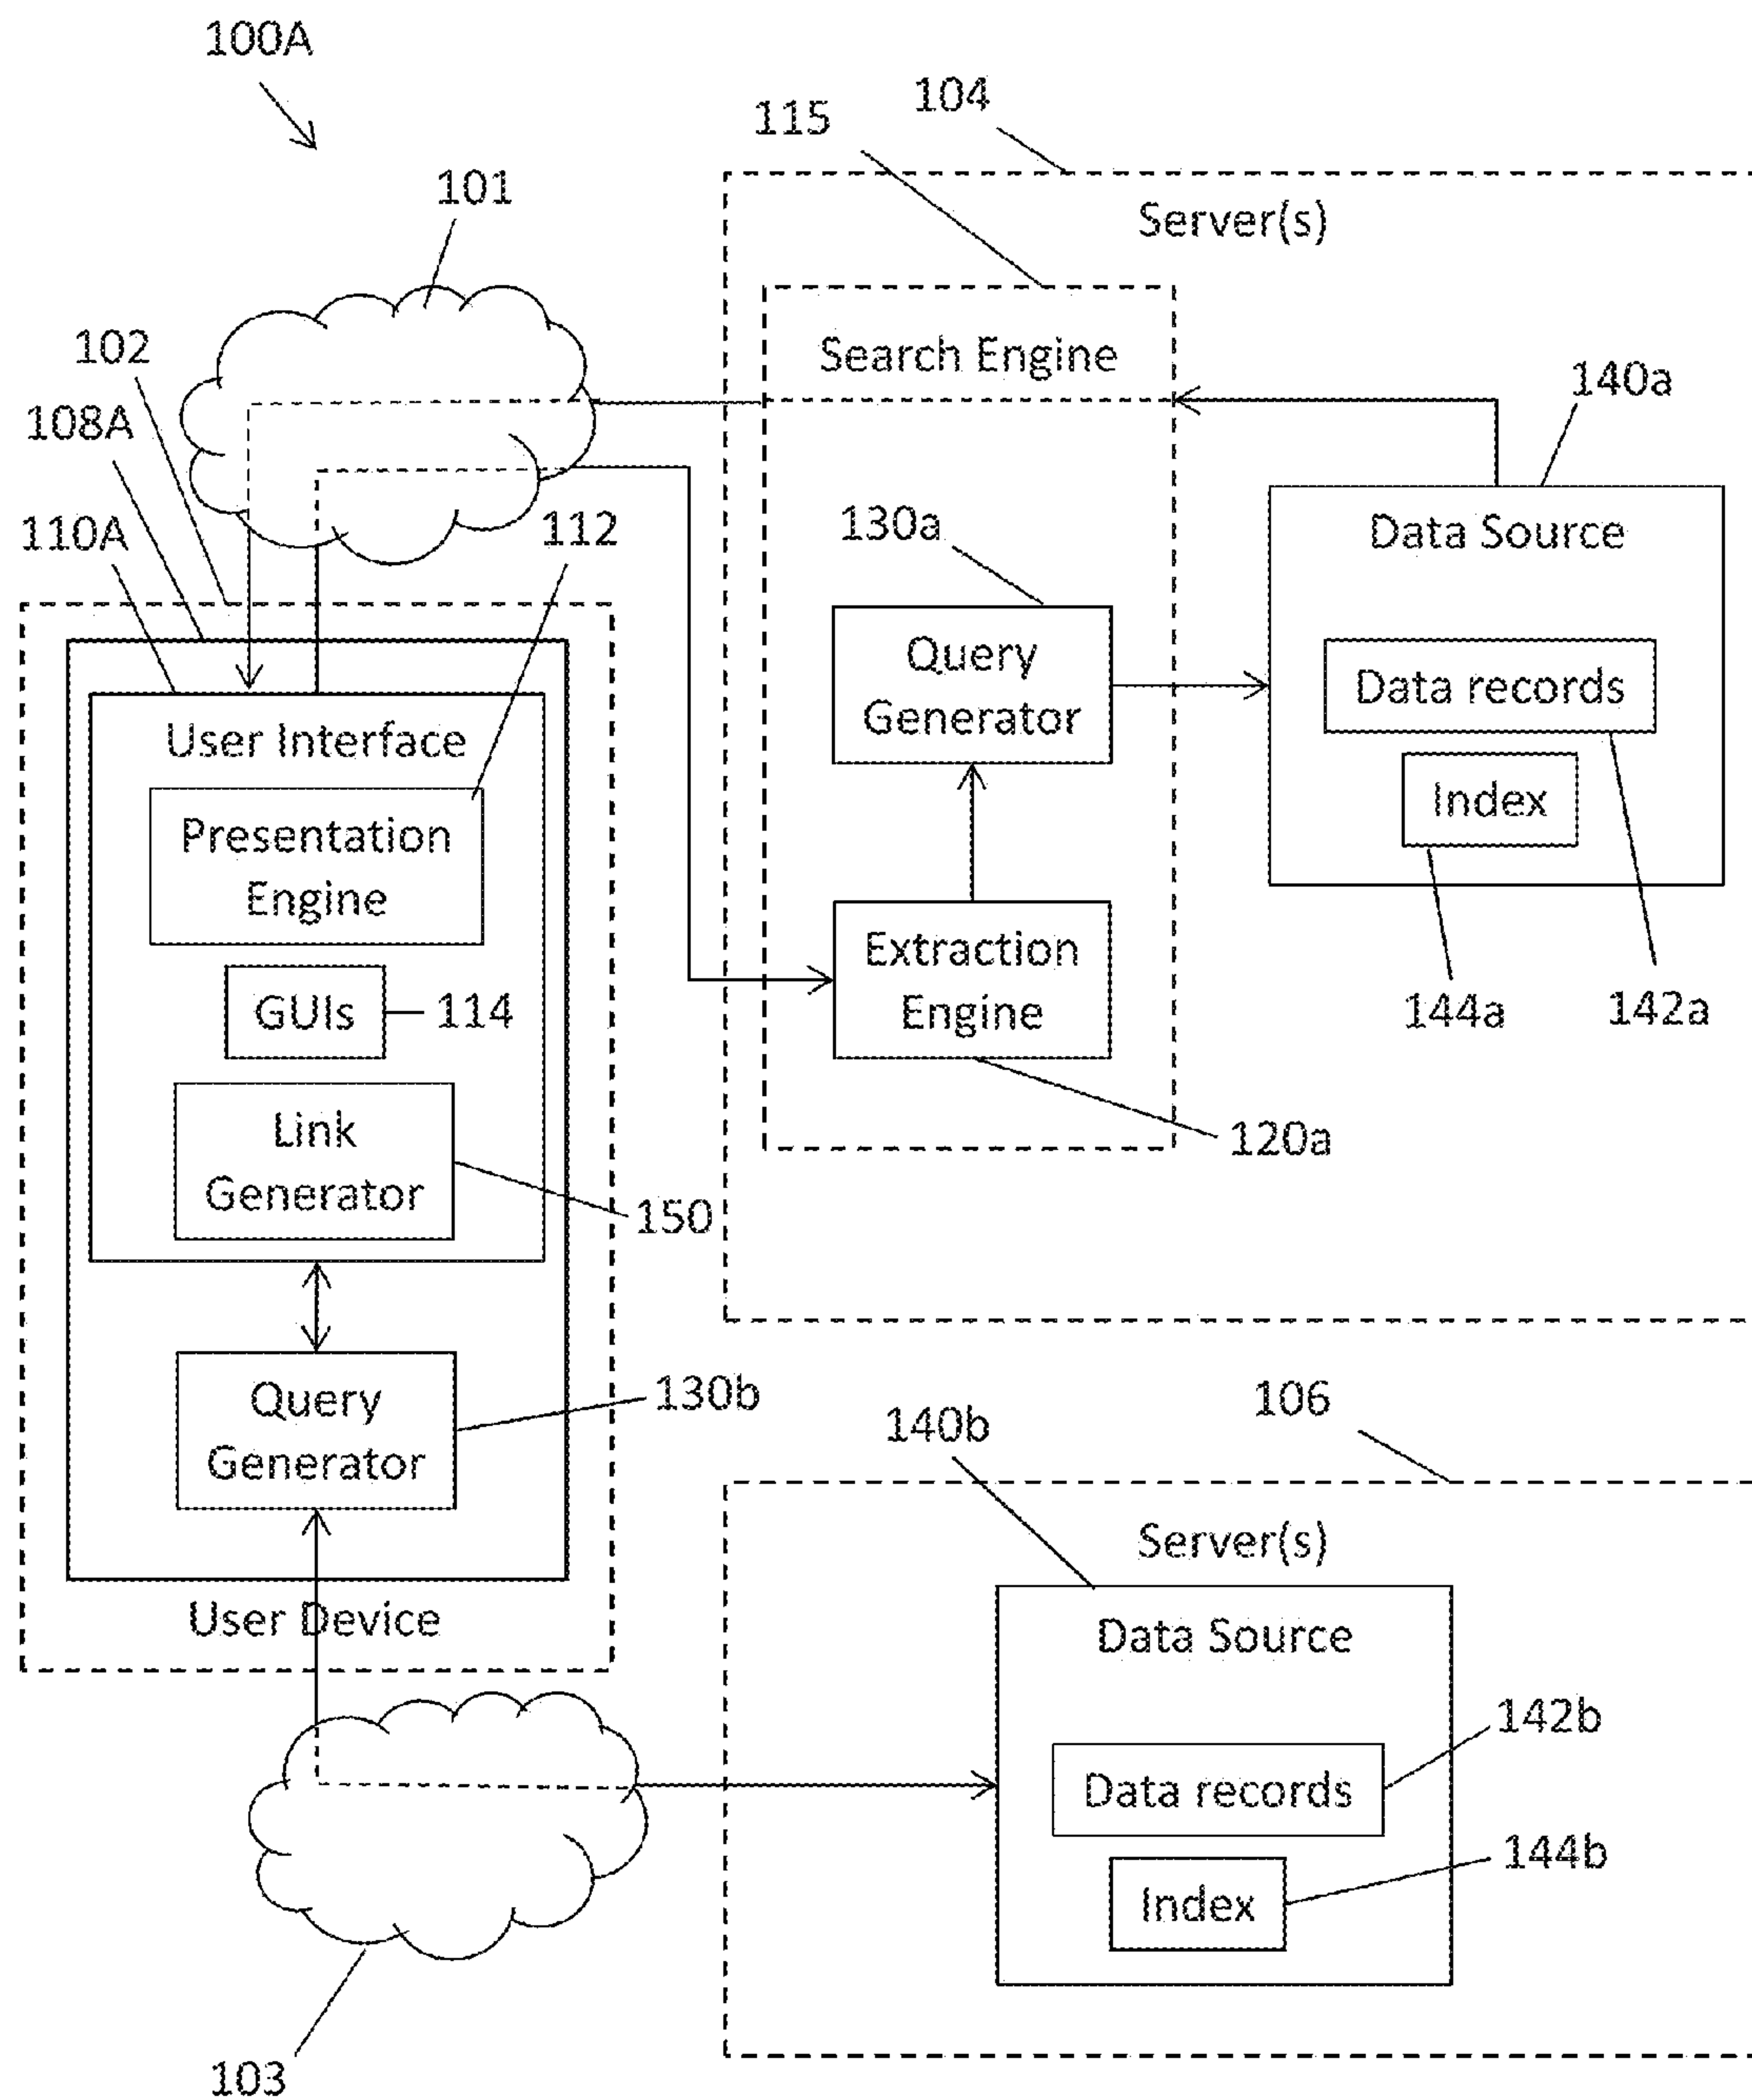 100A
104
115
101
Server(s)
102
Search Engine
140a
108A
110A
112
130a
Data Source
Query
Generator
Data records
User Interface
Index
Presentation
Engine
Extraction
Engine
GUIs
114
144a
142a
Link
Generator
120a
150
Query
Generator
130b
106
140b
Server(s)
User Device
Data Source
142b
Data records
144b
Index
103